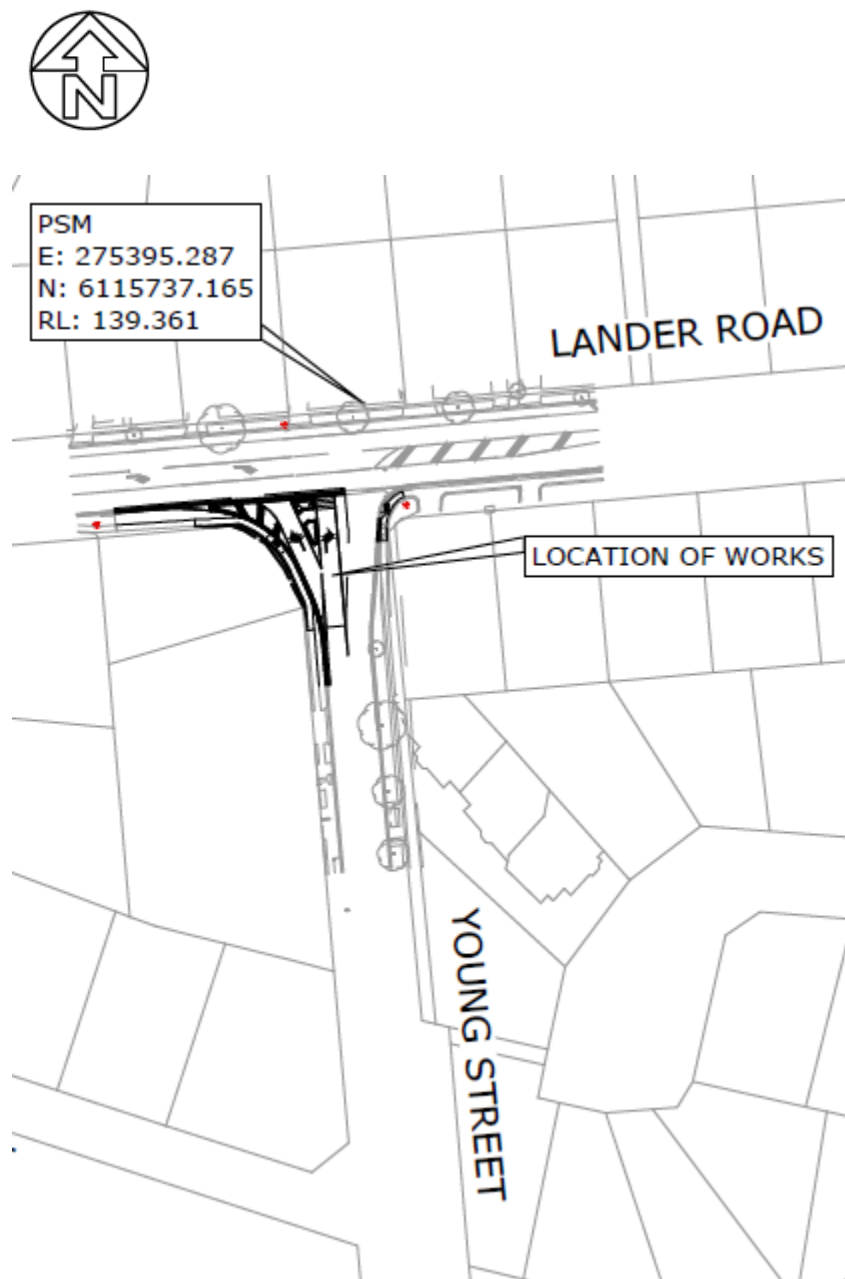 N
PSM
E: 275395.287
N: 6115737.165
RL: 139.361
LANDER ROAD
LOCATION OF WORKS
YOUNG STREET